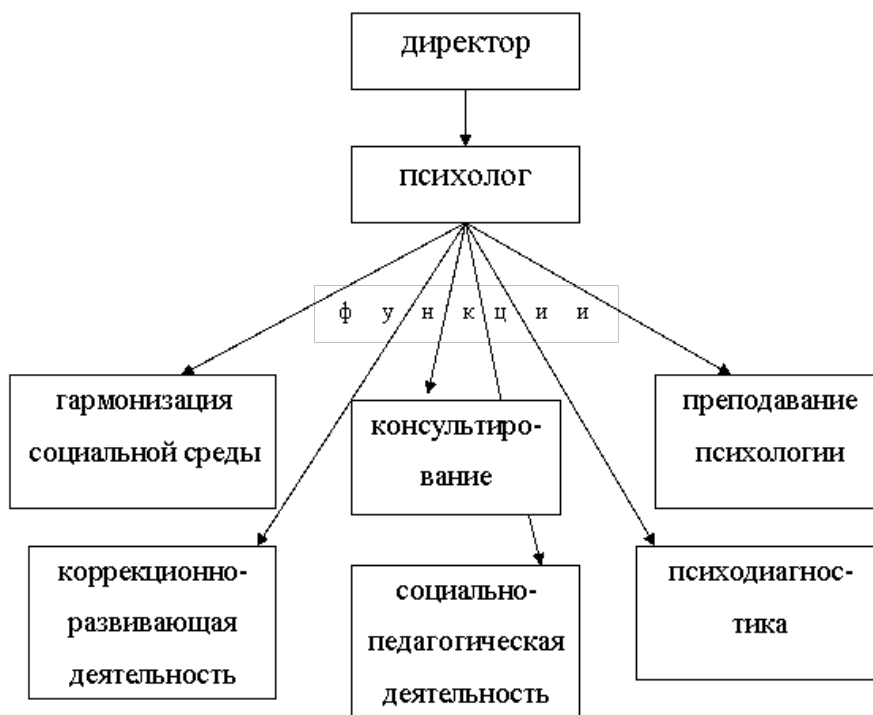 директор
психолог
ф у н к ц и и
гармонизация
социальной среды
консультиро-
вание
преподавание
психологии
коррекционно-
развивающая
деятельность
социально-
педагогическая
деятельность
психодиагнос-
тика